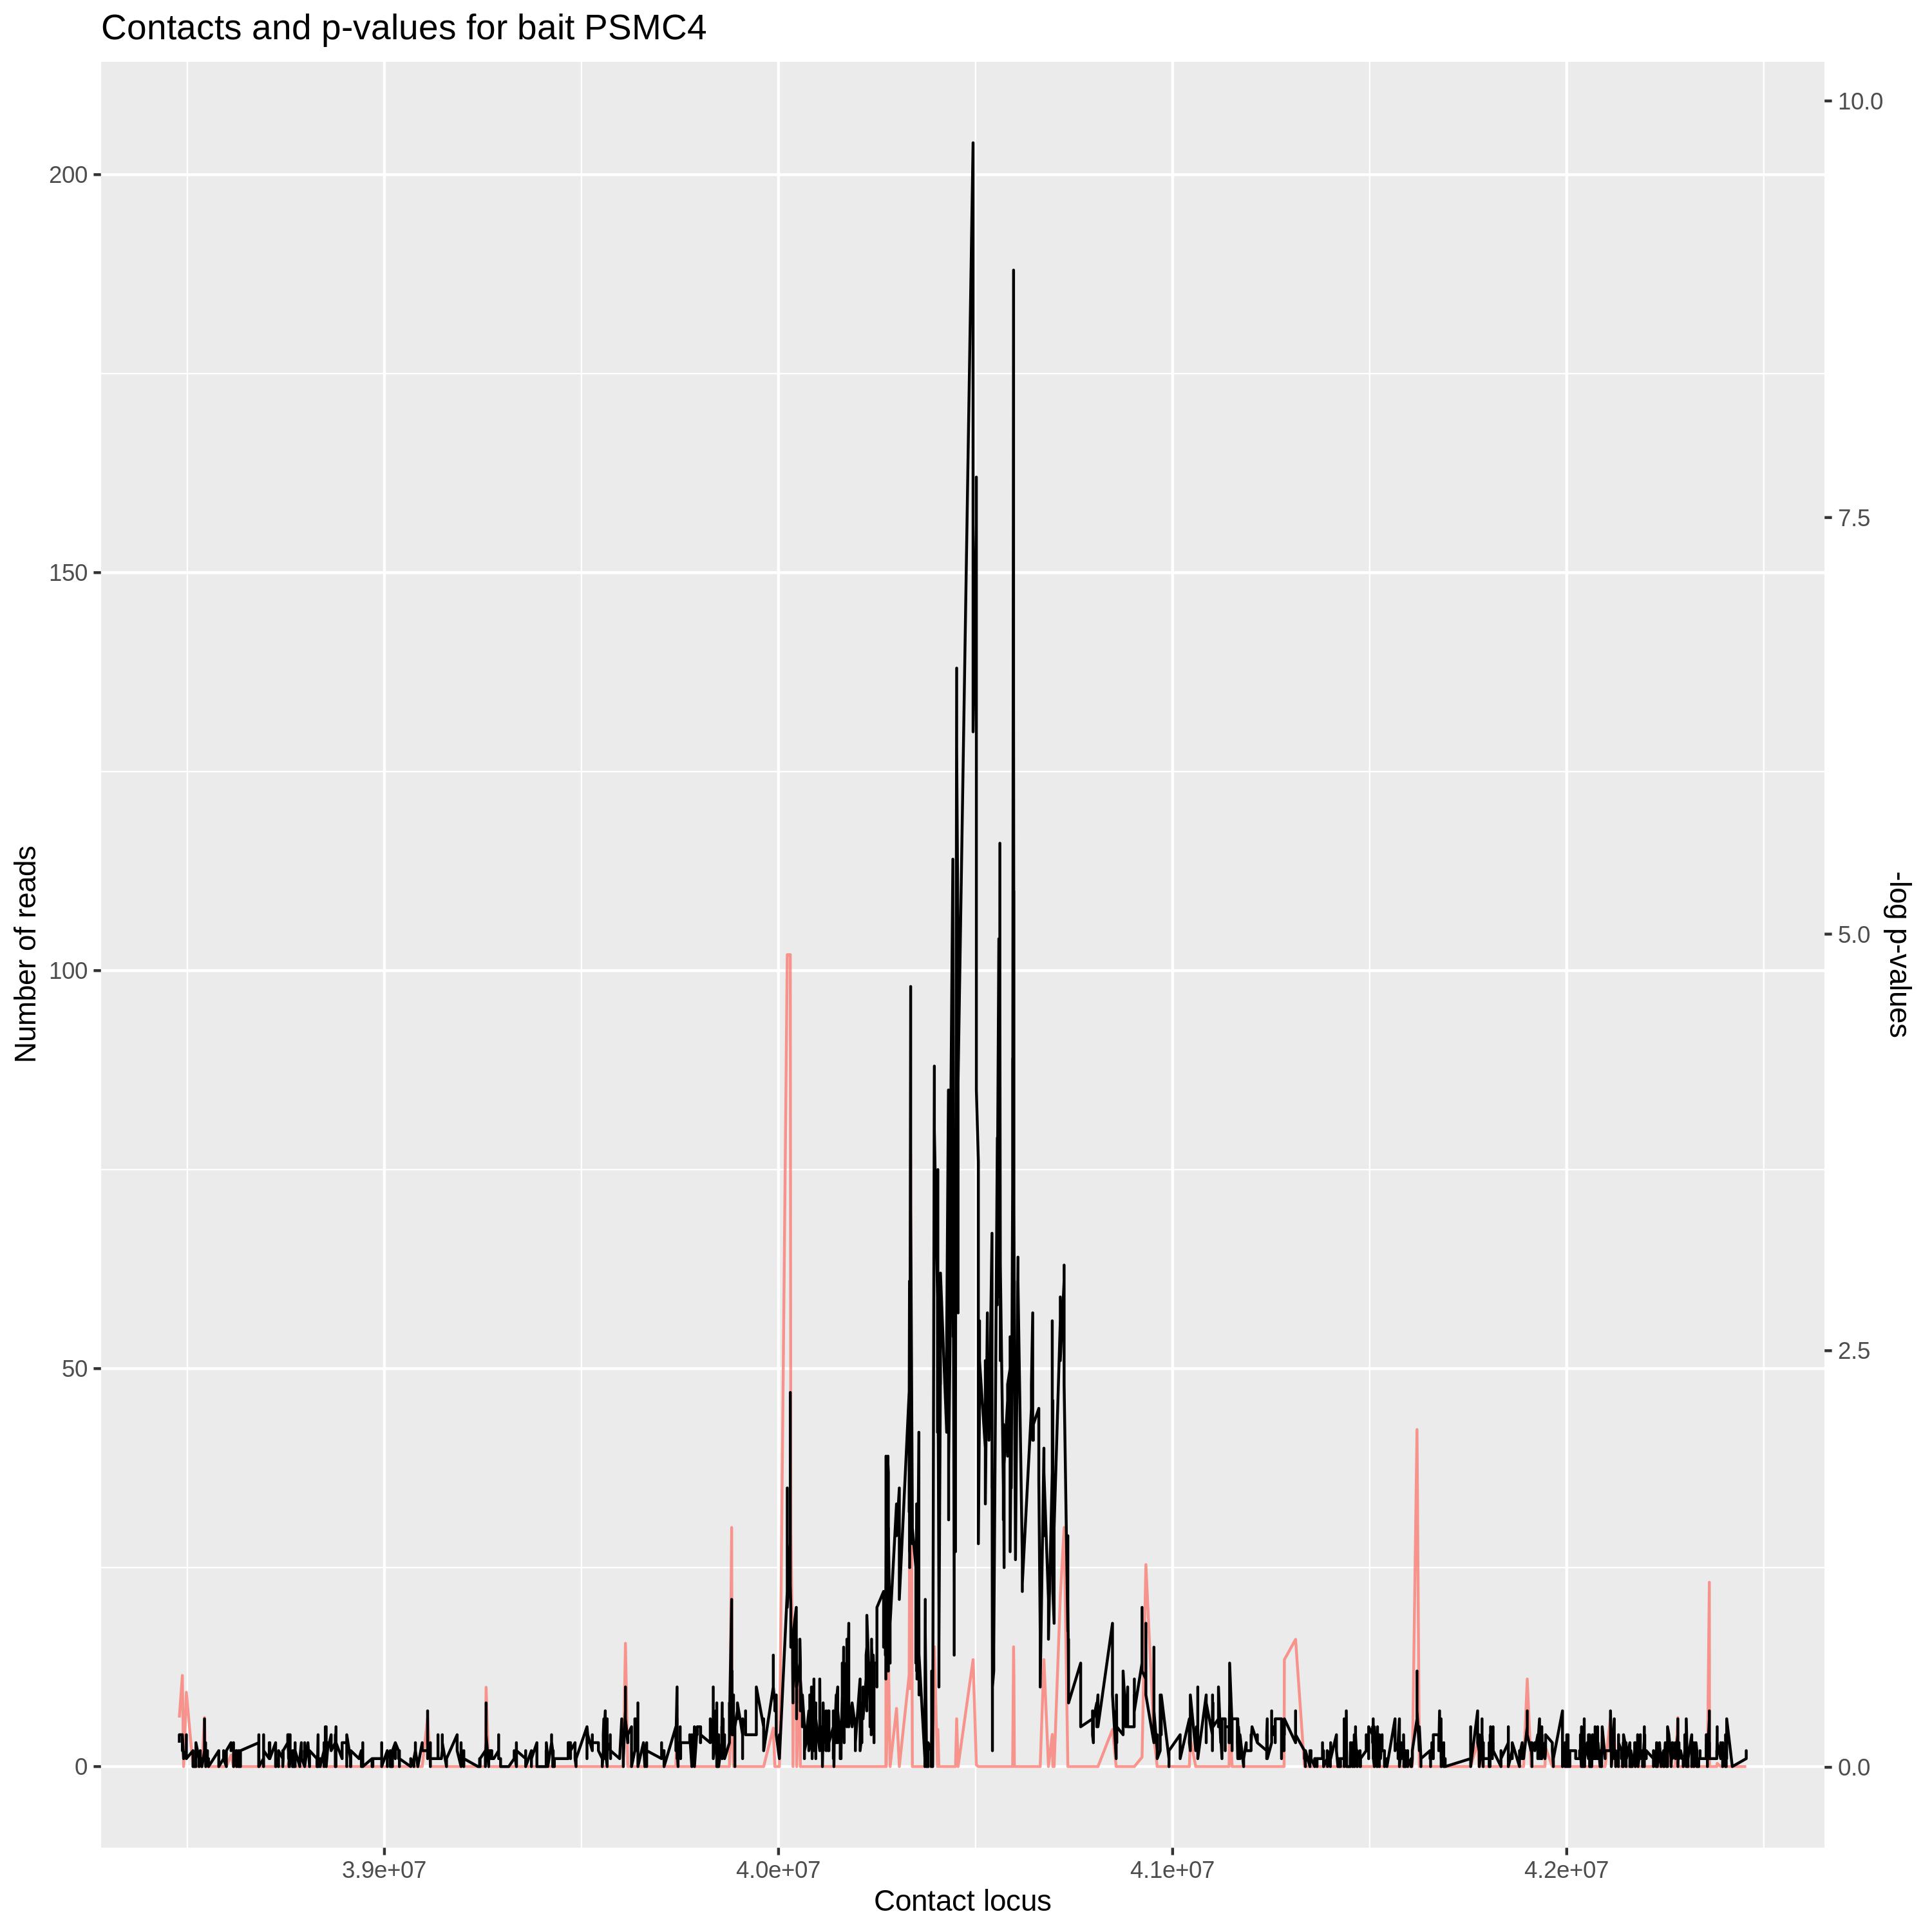 Contacts and p-values for bait PSMC4
10.0
200
7.5
150
Number of reads
-log p-values
5.0
100
2.5
50
0
0.0
3.9e+07
4.0e+07
4.1e+07
4.2e+07
Contact locus